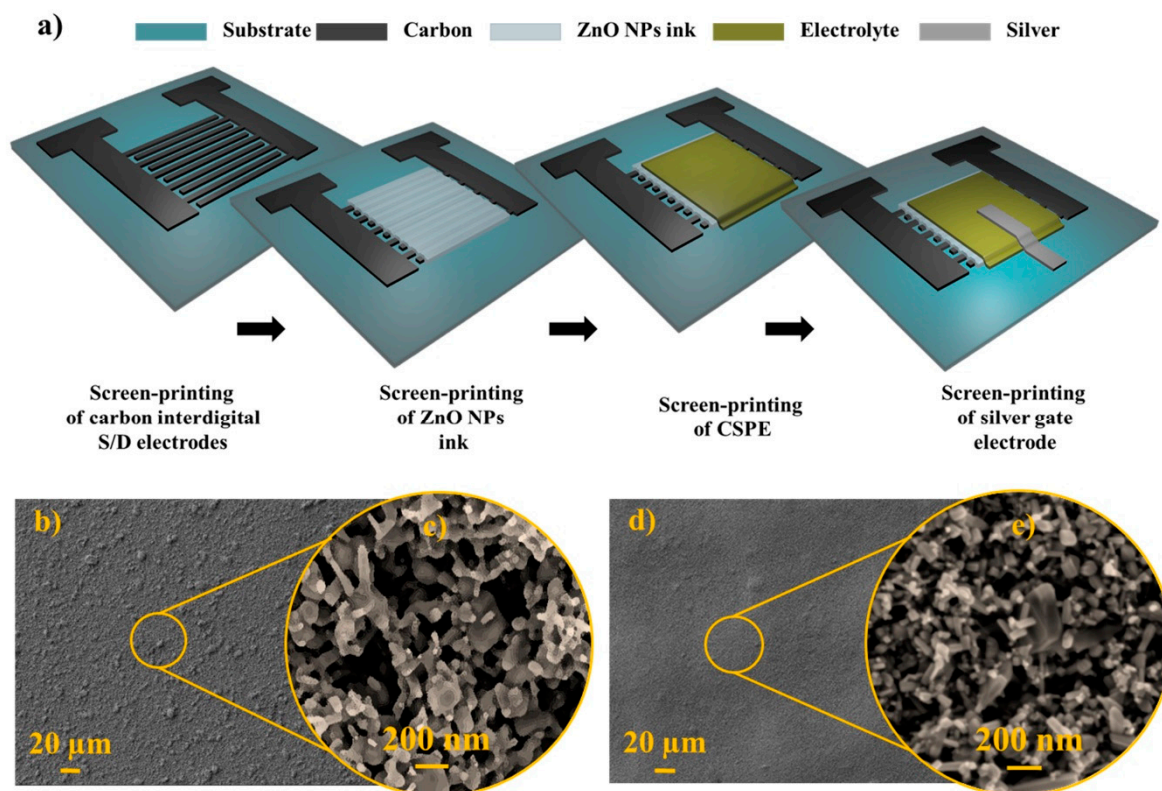 a)
Substrate Carbon ZnO NPs ink Electrolyte Silver
Screen-printing
of carbon interdigital
S/D electrodes
Screen-printing
of ZnO NPs
ink
Screen-printing
of CSPE
Screen-printing
of silver gate
electrode
b)
c)
20 µm
200 nm
d)
e)
20 µm
200 nm